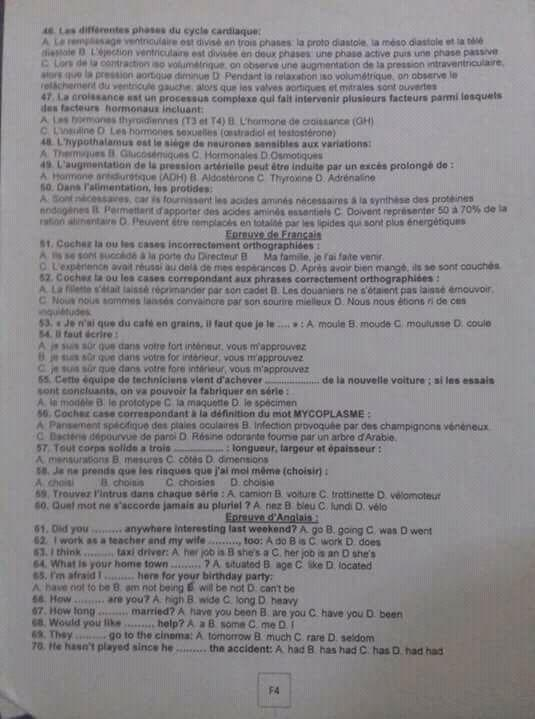 46. Les différentes phases du cycle cardiaque:
A. Le remplissage ventriculaire est divisé en trois phases: la proto diastole, la méso diastole et la télé
diastole B. L'éjection ventriculaire est divisée en deux phases: une phase active puis une phase passive
C. Lors de la contraction iso volumétrique, on observe une augmentation de la pression intraventriculaire,
alors que la pression aortique diminue D. Pendant la relaxation iso volumétrique, on observe le
relâchement du ventricule gauche, alors que les valves aortiques et mitrales sont ouvertes
47. La croissance est un processus complexe qui fait intervenir plusieurs facteurs parmi lesquels
des facteurs hormonaux incluant:
A. Les hormones thyroïdiennes (T3 et T4) B. L'hormone de croissance (GH)
C. L'insuline D. Les hormones sexuelles (œstradiol et testostérone)
48. L'hypothalamus est le siège de neurones sensibles aux variations:
A. Thermiques B. Glucosémiques C. Hormonales D.Osmotiques
49. L'augmentation de la pression artérielle peut être induite par un excès prolongé de :
A. Hormone antidiurétique (ADH) B. Aldostérone C. Thyroxine D. Adrénaline
50. Dans l'alimentation, les protides:
A. Sont nécessaires, car ils fournissent les acides aminés nécessaires à la synthèse des protéines
endogènes B. Permettent d'apporter des acides aminés essentiels C. Doivent représenter 50 à 70% de la
ration alimentaire D. Peuvent être remplacés en totalité par les lipides qui sont plus énergétiques
Epreuve de Français
51. Cochez la ou les cases incorrectement orthographiées :
A. Ils se sont succédé à la porte du Directeur B Ma famille, je l'ai faite venir.
C. L'expérience avait réussi au delà de mes espérances D. Après avoir bien mangé, ils se sont couchés.
52. Cochez la ou les cases correpondant aux phrases correctement orthographiées :
A. La fillette s'était laissé réprimander par son cadet B. Les douaniers ne s'étaient pas laissé émouvoir.
C. Nous nous sommes laissés convaincre par son sourire mielleux D. Nous nous étions ri de ces
inquiétudes.
53. « Je n'ai que du café en grains, il faut que je le .... » : A. moule B. moude C. moulusse D. coule
54. Il faut écrire :
A. je suis sûr que dans votre fort intérieur, vous m'approuvez
B. je suis sûr que dans votre for intérieur, vous m'approuvez
C. je suis sûr que dans votre fore intérieur, vous m'approuvez
55. Cette équipe de techniciens vient d'achever .................... de la nouvelle voiture ; si les essais
sont concluants, on va pouvoir la fabriquer en série :
A. le modèle B. le prototype C. la maquette D. le spécimen
56. Cochez case correspondant à la définition du mot MYCOPLASME :
A. Pansement spécifique des plaies oculaires B. Infection provoquée par des champignons vénéneux.
C. Bactérie dépourvue de paroi D. Résine odorante fournie par un arbre d'Arabie.
57. Tout corps solide a trois .................. : longueur, largeur et épaisseur :
A. mensurations B. mesures C. côtés D. dimensions
58. Je ne prends que les risques que j'ai moi même (choisir) :
A. choisi B. choisis C. choisies D. choisie
59. Trouvez l'intrus dans chaque série : A. camion B. voiture C. trottinette D. vélomoteur
60. Quel mot ne s'accorde jamais au pluriel ? A. nez B. bleu C. lundi D. vélo
Epreuve d'Anglais :
61. Did you ......... anywhere interesting last weekend? A. go B. going C. was D went
62. I work as a teacher and my wife ........., too: A do B is C. work D. does
63. I think ......... taxi driver: A. her job is B she's a C. her job is an D she's
64. What is your home town ......... ? A. situated B. age C. like D. located
65. I'm afraid I ......... here for your birthday party:
A. have not to be B. am not being C. will be not D. can't be
66. How ......... are you? A. high B. wide C. long D. heavy
67. How long ......... married? A. have you been B. are you C. have you D. been
68. Would you like ......... help? A. a B. some C. me D. I
69. They ......... go to the cinema: A. tomorrow B. much C. rare D. seldom
70. He hasn't played since he ......... the accident: A. had B. has had C. has D. had had
F4